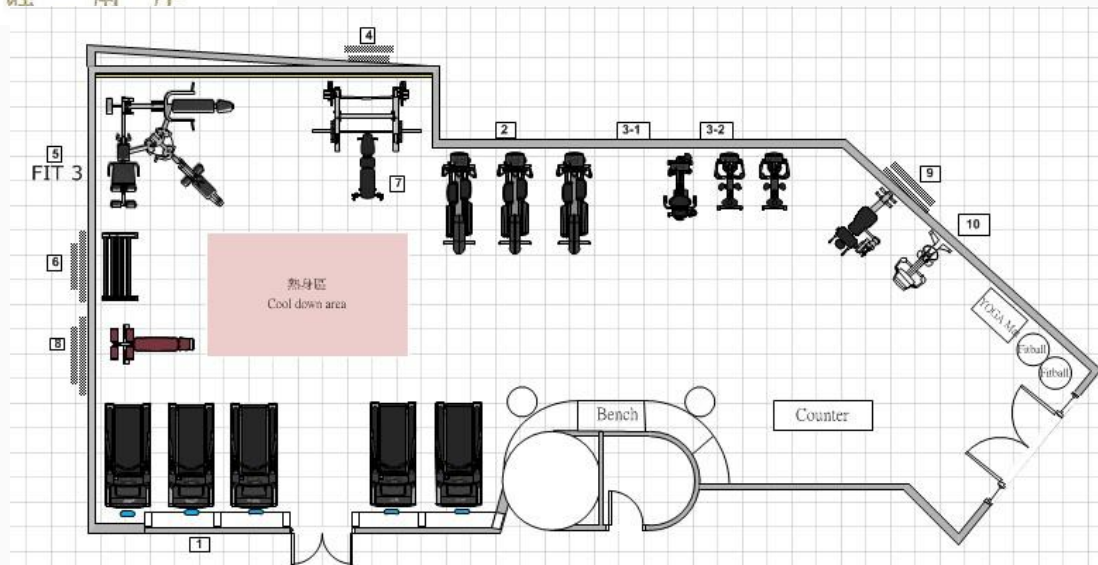 4
2
3-1
3-2
5
FIT 3
7
9
10
6
熱身區
Cool down area
8
YOGA
Fitball
Fitball
Bench
Counter
1